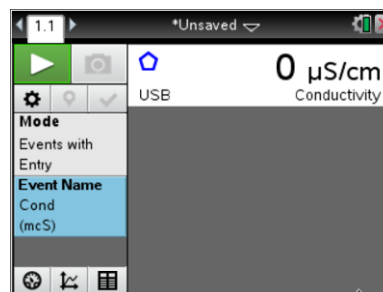 1.1
*Unsaved
0 µS/cm
USB
Conductivity
Mode
Events with
Entry
Event Name
Cond
(mcS)